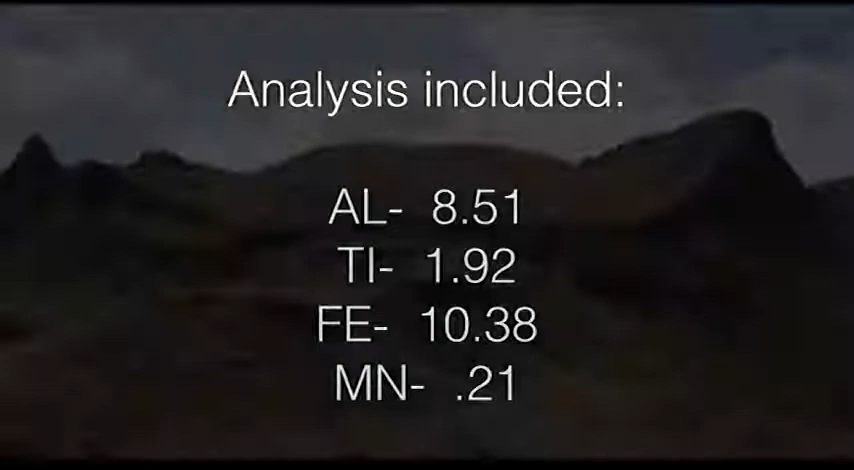 Analysis included:
AL- 8.51
TI- 1.92
FE- 10.38
MN- .21